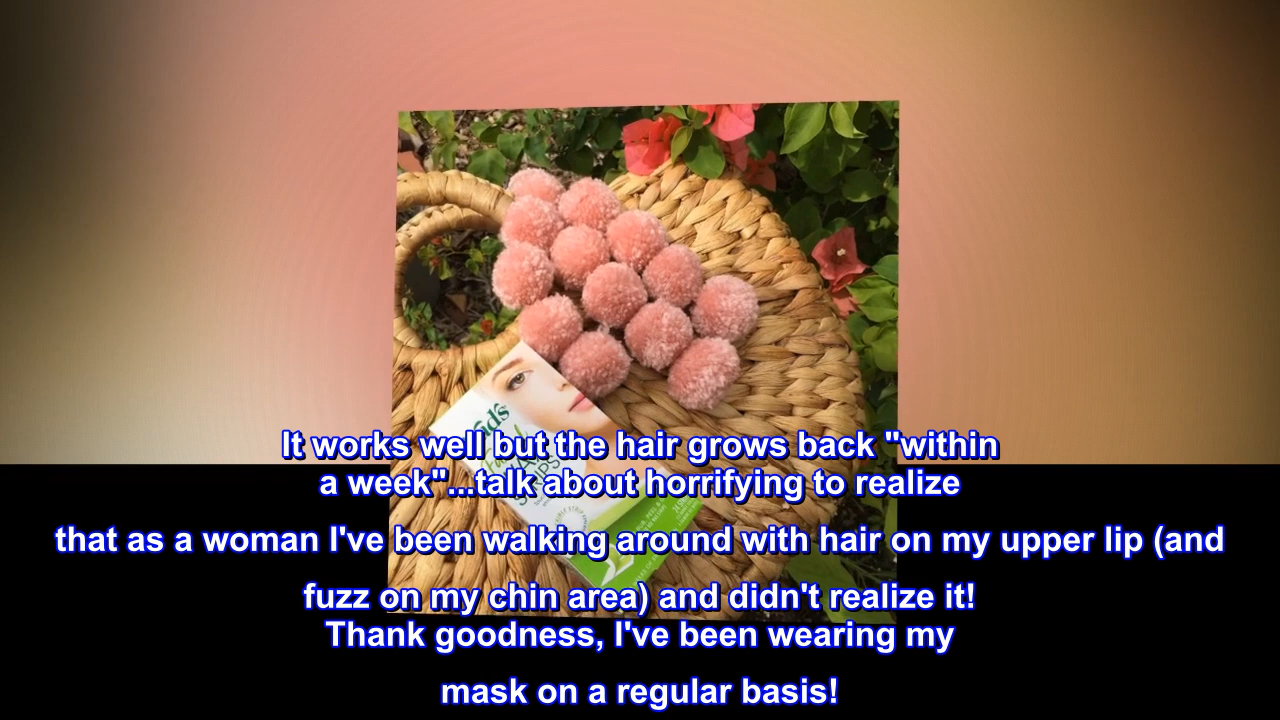 It works well but the hair grows back "within
a week"...talk about horrifying to realize
that as a woman I've been walking around with hair on my upper lip (and
fuzz on my chin area) and didn't realize it!
Thank goodness, I've been wearing my
mask on a regular basis!